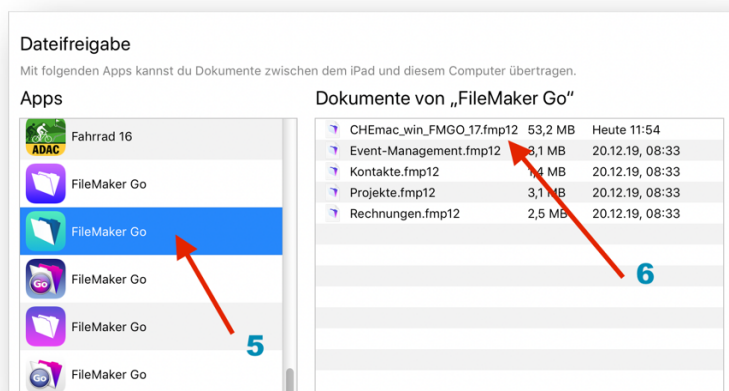 Dateifreigabe
Mit folgenden Apps kannst du Dokumente zwischen dem iPad und diesem Computer übertragen.
Apps
Dokumente von „FileMaker Go“
ADAC
Fahrrad 16
FileMaker Go
FileMaker Go
Go
FileMaker Go
FileMaker Go
Go
FileMaker Go
CHEmac_win_FMGO_17.fmp12 53,2 MB Heute 11:54
Event-Management.fmp12 3,1 MB 20.12.19, 08:33
Kontakte.fmp12 1,4 MB 20.12.19, 08:33
Projekte.fmp12 3,1 MB 20.12.19, 08:33
Rechnungen.fmp12 2,5 MB 20.12.19, 08:33
5
6